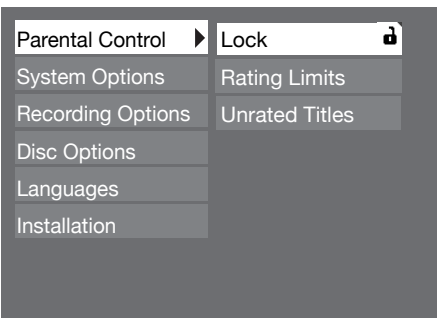 Parental Control
System Options
Recording Options
Disc Options
Languages
Installation
Lock
Rating Limits
Unrated Titles